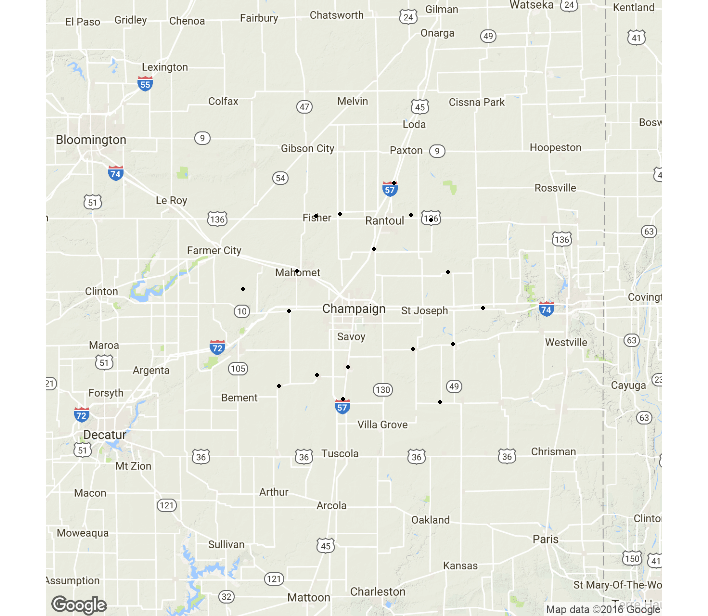 Watseka 24 Kentland
El Paso Gridley Chenoa Fairbury Chatsworth 24 Gilman
Onarga 49 41
Lexington
55
Colfax 47 Melvin 45 Cissna Park
Loda
Bloomington 9 Gibson City Paxton 9 Hoopeston
74 54
51 Le Roy 57 Rossville
136 Fisher Rantoul 136
Farmer City 136 63
Mahomet
Clinton 10 Champaign St Joseph 74
Savoy
Maroa 72 Westville 63
51 Argenta
21 105
Forsyth Bement 130 49 Cayuga
72 57 63
Decatur Villa Grove
51 36 36 Tuscola 36 36 Chrisman
Mt Zion
Macon 121 Arthur
Arcola Oakland
Moweaqua Paris
Sullivan 45 150 41
121 Kansas
Assumption 32 Mattoon Charleston St Mary-Of-The-W
Google Map data ©2016 Google